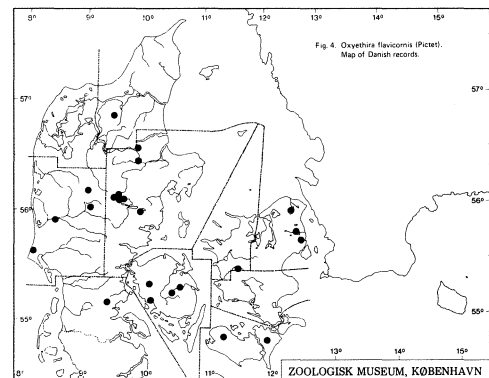 8° 9° 10° 11° 12° 13° 14° 15°
Fig. 4. Oxyethira flavicornis (Pictet).
Map of Danish records.
57° 57°
56° 56°
55° 55°
8° 9° 10° 11° 12° 13° 14° 15°
ZOOLOGISK MUSEUM, KØBENHAVN